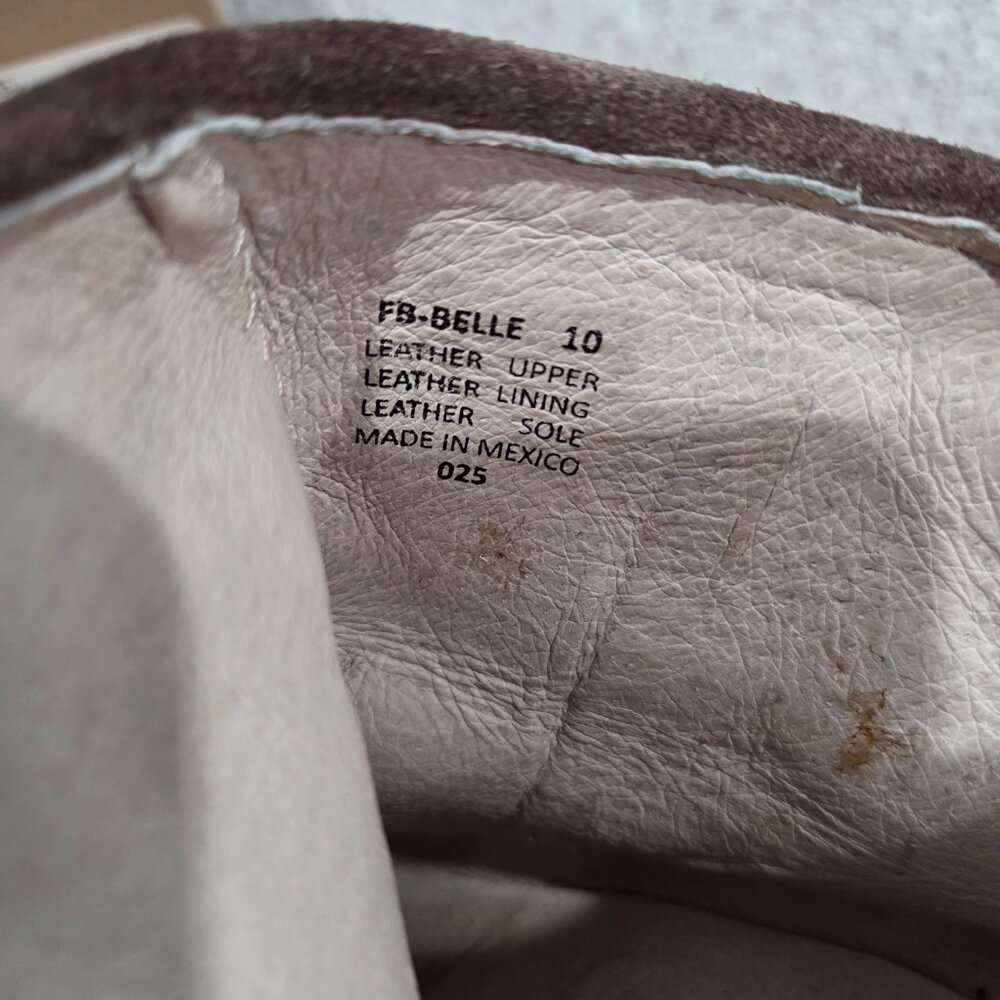 FB-BELLE 10
LEATHER UPPER
LEATHER LINING
LEATHER SOLE
MADE IN MEXICO
025